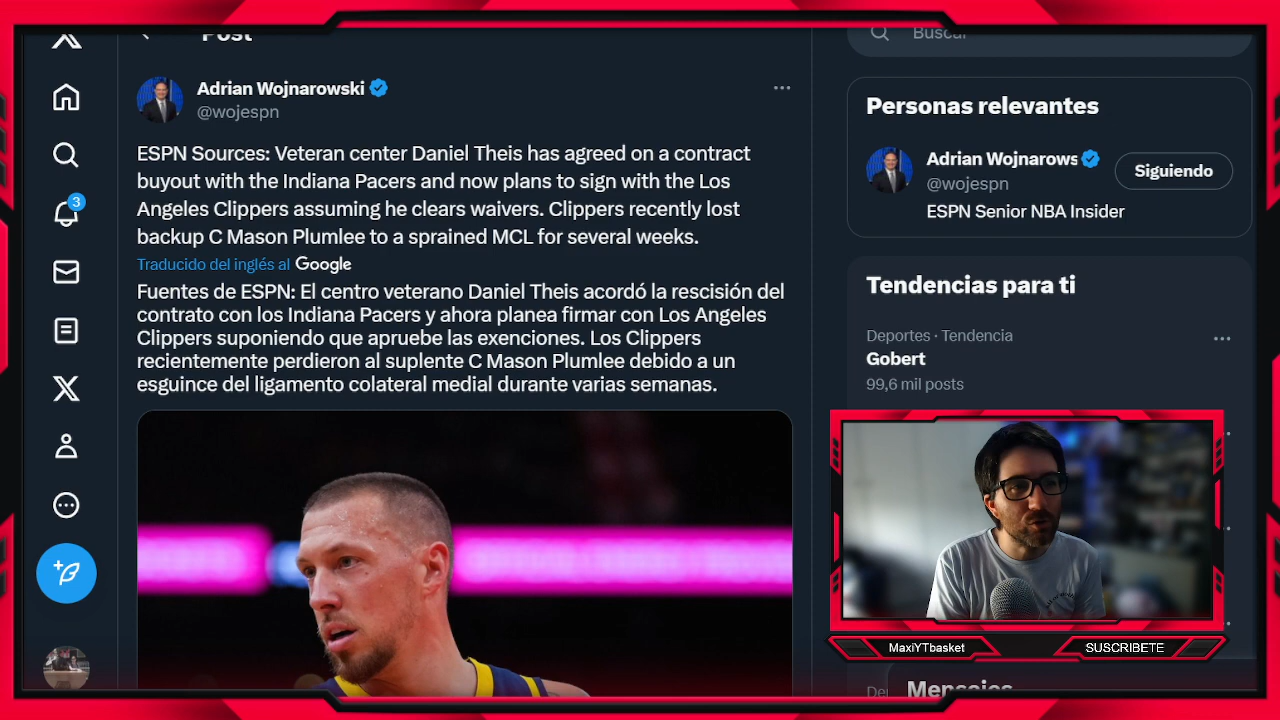 Post
Buscar
Adrian Wojnarowski
@wojespn
ESPN Sources: Veteran center Daniel Theis has agreed on a contract
buyout with the Indiana Pacers and now plans to sign with the Los
Angeles Clippers assuming he clears waivers. Clippers recently lost
backup C Mason Plumlee to a sprained MCL for several weeks.
Traducido del inglés al Google
Fuentes de ESPN: El centro veterano Daniel Theis acordó la rescisión del
contrato con los Indiana Pacers y ahora planea firmar con Los Angeles
Clippers suponiendo que apruebe las exenciones. Los Clippers
recientemente perdieron al suplente C Mason Plumlee debido a un
esguince del ligamento colateral medial durante varias semanas.
3
Personas relevantes
Adrian Wojnarows
@wojespn
Siguiendo
ESPN Senior NBA Insider
Tendencias para ti
Deportes · Tendencia
Gobert
99,6 mil posts
MaxiYTbasket
SUSCRIBETE
Mensajes